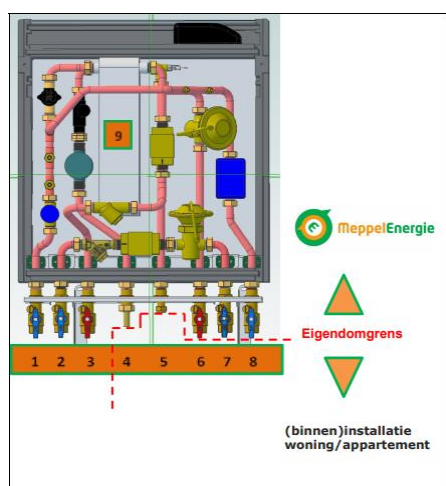 9
MeppelEnergie
Eigendomgrens
1 2 3 4 5 6 7 8
(binnen)installatie
woning/appartement